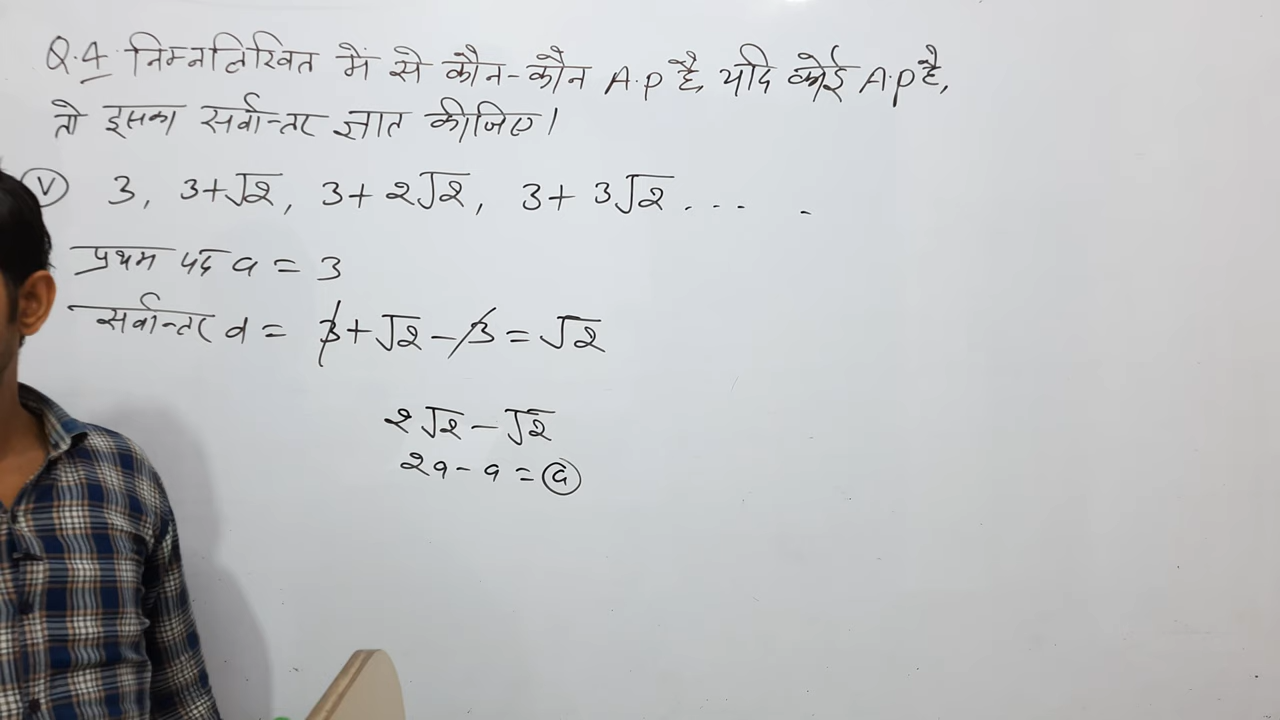 Q.4 निम्नलिखित में से कौन-कौन A.P है, यदि कोई A.P है,
तो इसका सर्वान्तर ज्ञात कीजिए।
(V) 3, 3+√2, 3+2√2, 3+3√2 ... .
प्रथम पद a = 3
सर्वान्तर d = 3+√2-3 = √2
2√2-√2
2a-a = a